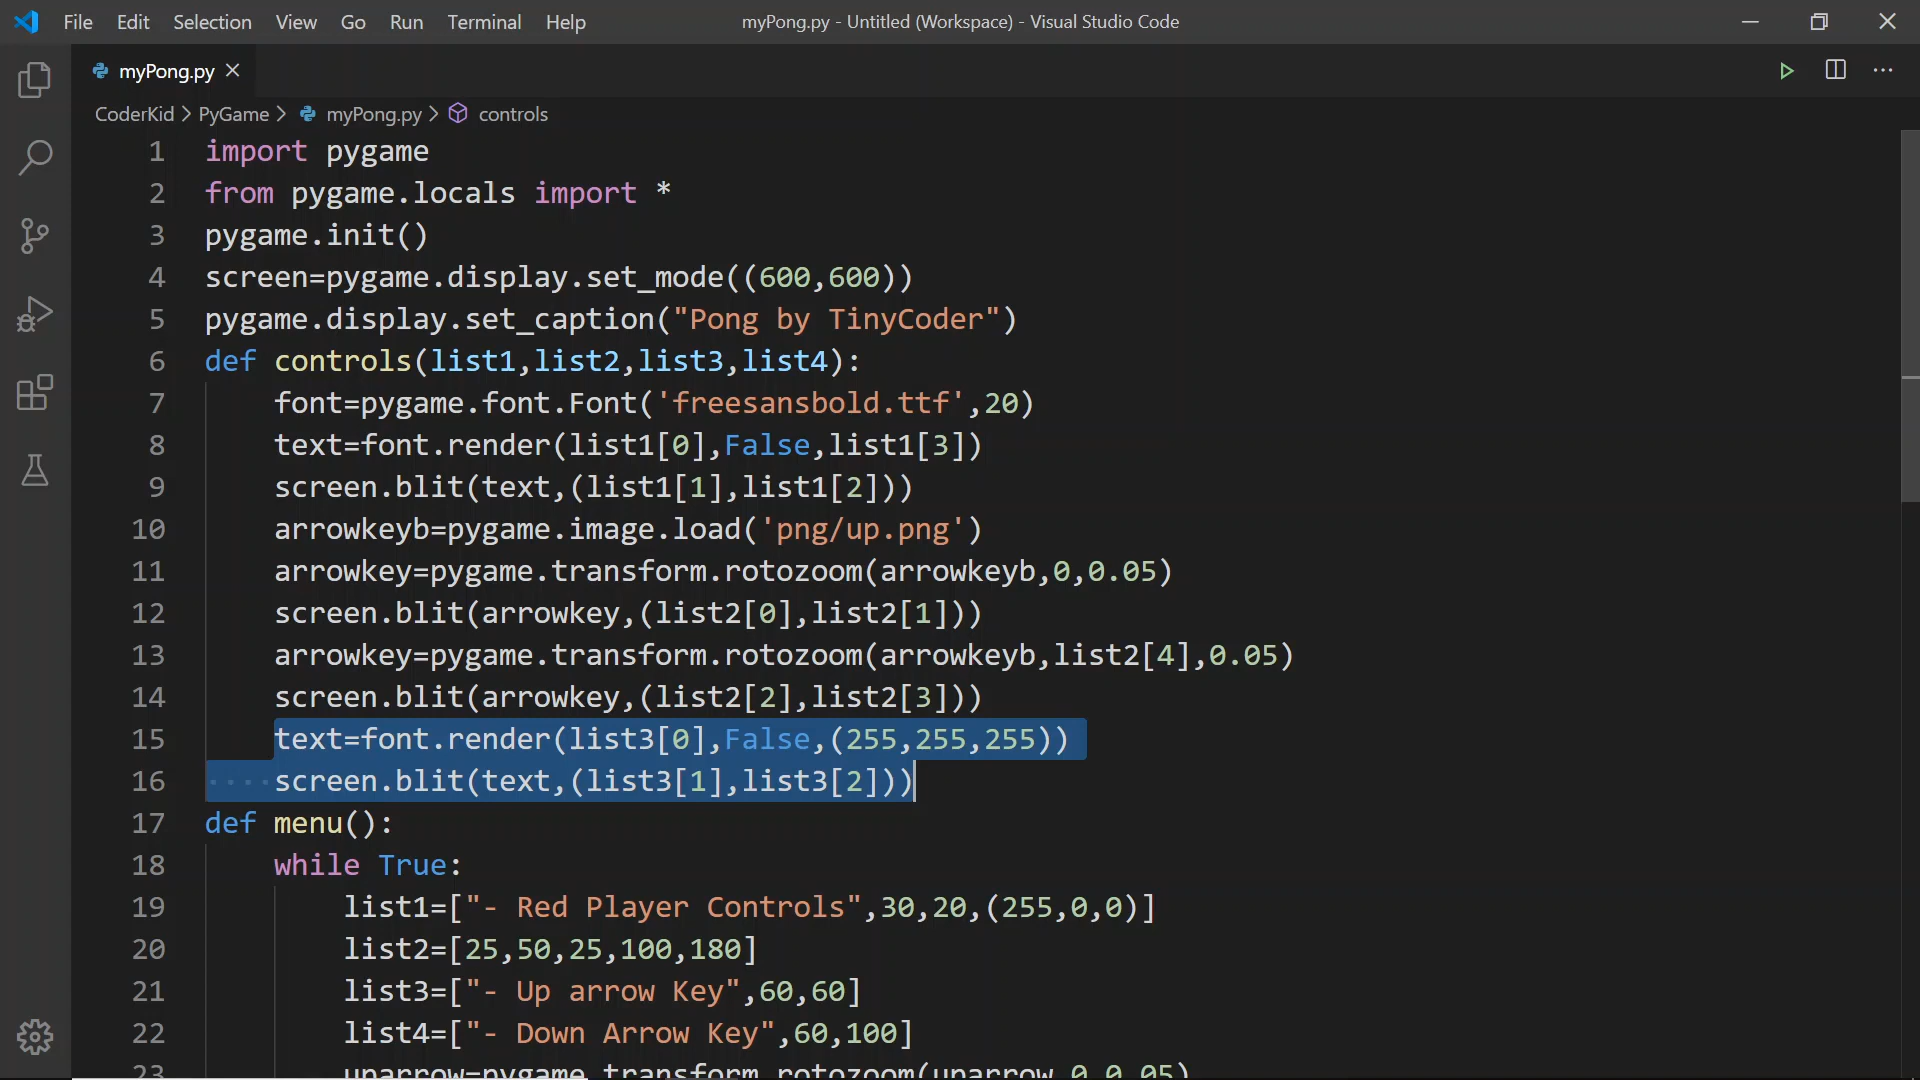 File Edit Selection View Go Run Terminal Help myPong.py - Untitled (Workspace) - Visual Studio Code
myPong.py
CoderKid > PyGame > myPong.py > controls
1 import pygame
2 from pygame.locals import *
3 pygame.init()
4 screen=pygame.display.set_mode((600,600))
5 pygame.display.set_caption("Pong by TinyCoder")
6 def controls(list1,list2,list3,list4):
7 font=pygame.font.Font('freesansbold.ttf',20)
8 text=font.render(list1[0],False,list1[3])
9 screen.blit(text,(list1[1],list1[2]))
10 arrowkeyb=pygame.image.load('png/up.png')
11 arrowkey=pygame.transform.rotozoom(arrowkeyb,0,0.05)
12 screen.blit(arrowkey,(list2[0],list2[1]))
13 arrowkey=pygame.transform.rotozoom(arrowkeyb,list2[4],0.05)
14 screen.blit(arrowkey,(list2[2],list2[3]))
15 text=font.render(list3[0],False,(255,255,255))
16 screen.blit(text,(list3[1],list3[2]))
17 def menu():
18 while True:
19 list1=["- Red Player Controls",30,20,(255,0,0)]
20 list2=[25,50,25,100,180]
21 list3=["- Up arrow Key",60,60]
22 list4=["- Down Arrow Key",60,100]
23 uparrow=pygame.transform.rotozoom(uparrow,0,0.05)